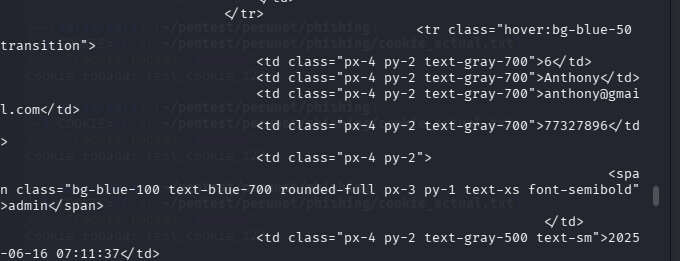 </td>
</tr>
<tr class="hover:bg-blue-50
transition">
<td class="px-4 py-2 text-gray-700">6</td>
<td class="px-4 py-2 text-gray-700">Anthony</td>
<td class="px-4 py-2 text-gray-700">anthony@gmai
l.com</td>
<td class="px-4 py-2 text-gray-700">77327896</td
>
<td class="px-4 py-2">
<spa
n class="bg-blue-100 text-blue-700 rounded-full px-3 py-1 text-xs font-semibold"
>admin</span>
</td>
<td class="px-4 py-2 text-gray-500 text-sm">2025
-06-16 07:11:37</td>